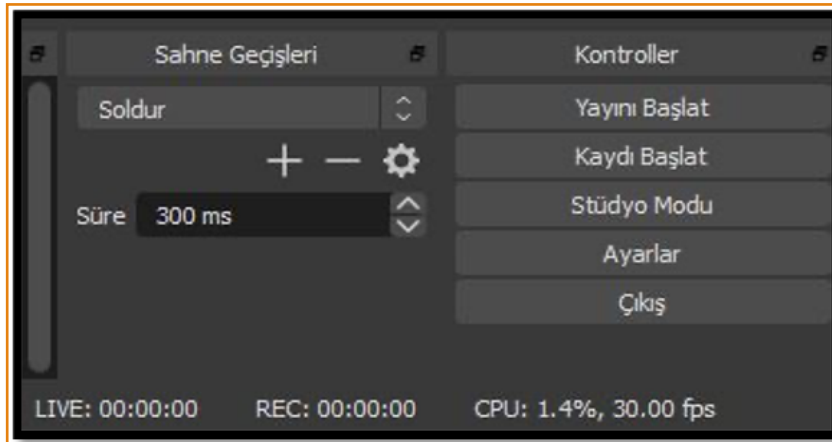 Sahne Geçişleri
Soldur
Süre 300 ms
Kontroller
Yayını Başlat
Kaydı Başlat
Stüdyo Modu
Ayarlar
Çıkış
LIVE: 00:00:00 REC: 00:00:00 CPU: 1.4%, 30.00 fps